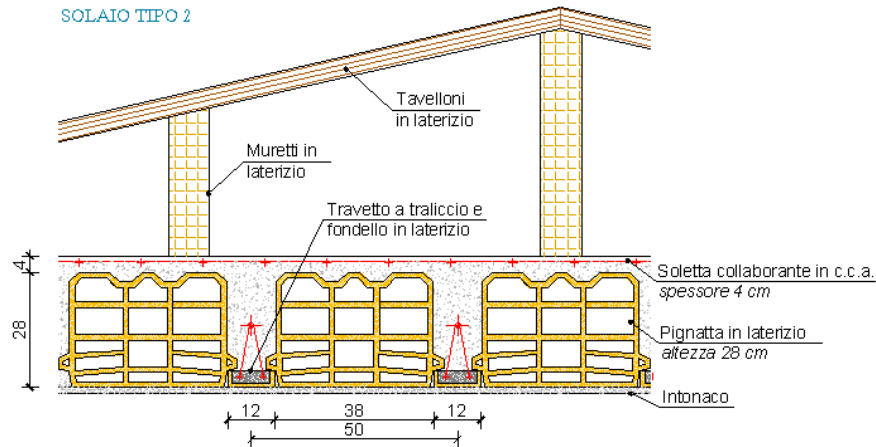 SOLAIO TIPO 2
Tavelloni
in laterizio
Muretti in
laterizio
Travetto a traliccio e
fondello in laterizio
4
28
Soletta collaborante in c.c.a.
spessore 4 cm
Pignatta in laterizio
altezza 28 cm
Intonaco
12
38
12
50